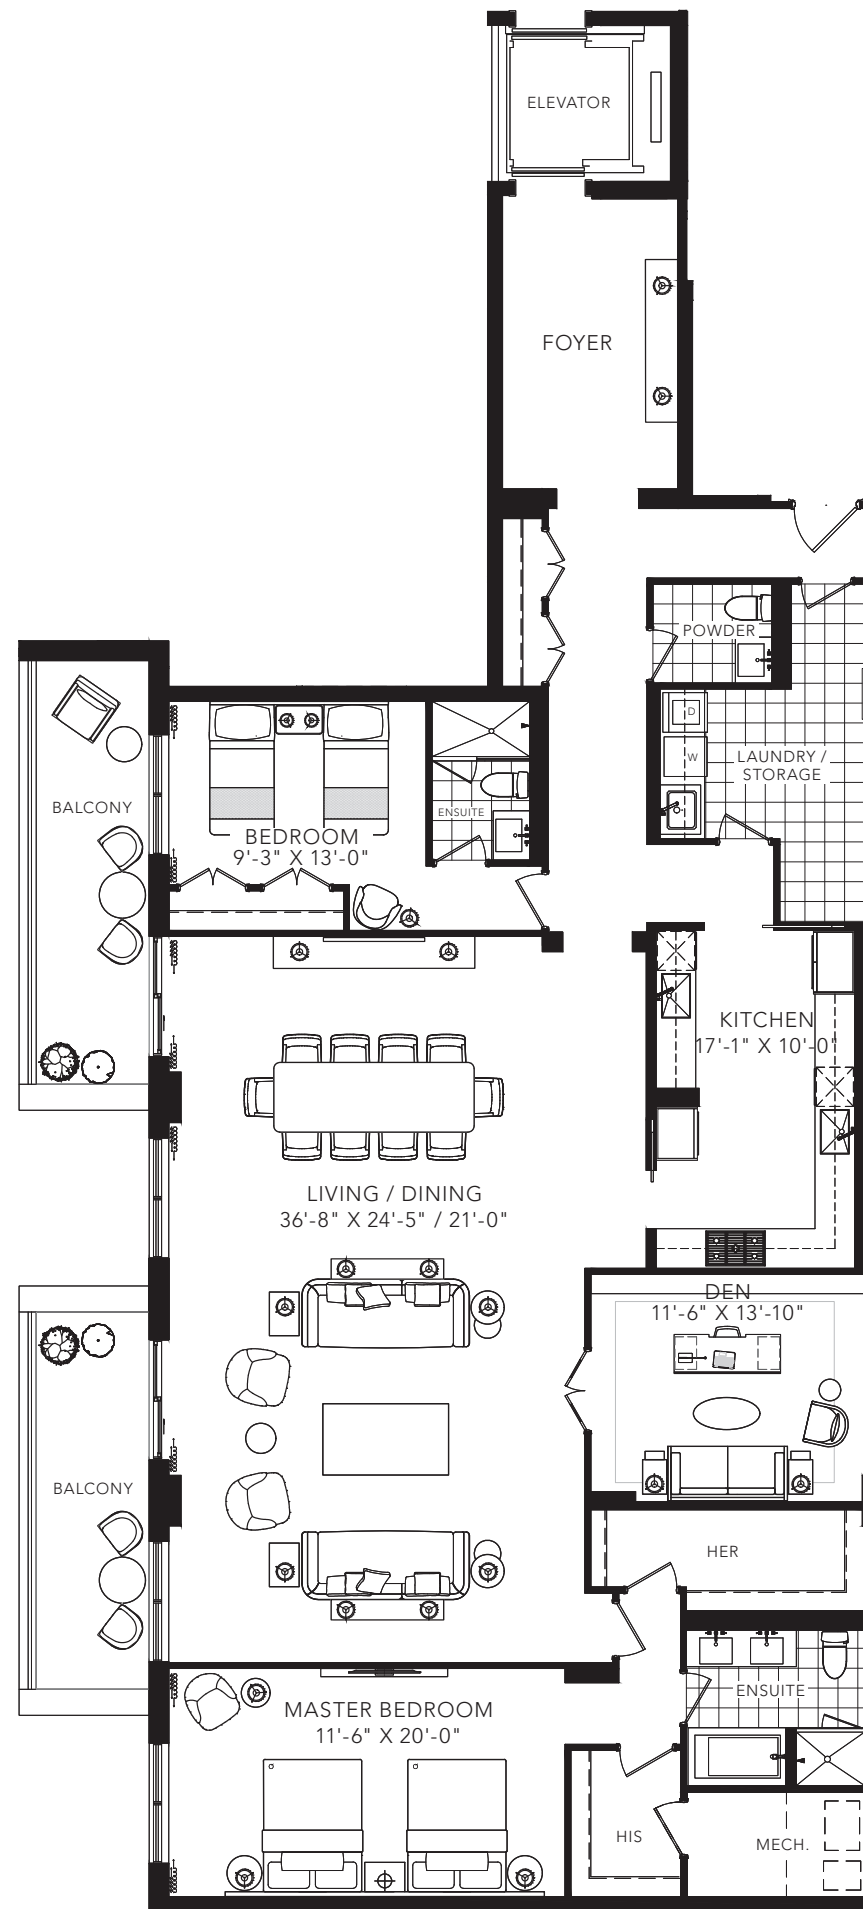 ELEVATOR
FOYER
POWDER
D
W
LAUNDRY /
STORAGE
BALCONY
ENSUITE
BEDROOM
9'-3" X 13'-0"
KITCHEN
17'-1" X 10'-0"
LIVING / DINING
36'-8" X 24'-5" / 21'-0"
DEN
11'-6" X 13'-10"
BALCONY
HER
ENSUITE
MASTER BEDROOM
11'-6" X 20'-0"
HIS
MECH.